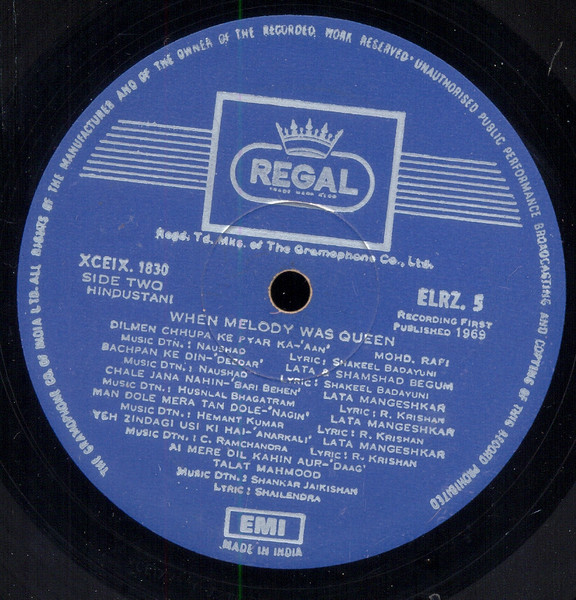 THE GRAMOPHONE CO. OF INDIA LTD. ALL RIGHTS OF THE MANUFACTURER AND OF THE OWNER OF THE RECORDED WORK RESERVED · UNAUTHORISED PUBLIC PERFORMANCE BROADCASTING AND COPYING OF THIS RECORD PROHIBITED
REGAL
TRADE MARK
Regd. Td. Mks. of The Gramophone Co., Ltd.
XCEIX. 1830
SIDE TWO
HINDUSTANI
ELRZ. 5
RECORDING FIRST
PUBLISHED 1969
WHEN MELODY WAS QUEEN
DILMEN CHHUPA KE PYAR KA-'AAN' MOHD. RAFI
MUSIC DTN.: NAUSHAD LYRIC: SHAKEEL BADAYUNI
BACHPAN KE DIN-'DEEDAR' LATA & SHAMSHAD BEGUM
MUSIC DTN.: NAUSHAD LYRIC: SHAKEEL BADAYUNI
CHALE JANA NAHIN-'BARI BEHEN' LATA MANGESHKAR
MUSIC DTN.: HUSNLAL BHAGATRAM LYRIC: R. KRISHAN
MAN DOLE MERA TAN DOLE-'NAGIN' LATA MANGESHKAR
MUSIC DTN.: HEMANT KUMAR LYRIC: R. KRISHAN
YEH ZINDAGI USI KI HAI-'ANARKALI' LATA MANGESHKAR
MUSIC DTN.: C. RAMCHANDRA LYRIC: R. KRISHAN
AI MERE DIL KAHIN AUR-'DAAG'
TALAT MAHMOOD
MUSIC DTN.: SHANKAR JAIKISHAN
LYRIC: SHAILENDRA
EMI
MADE IN INDIA